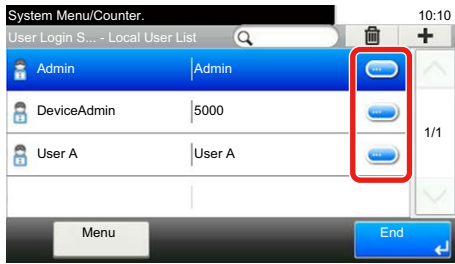 System Menu/Counter. 10:10
User Login S... - Local User List
Admin Admin
DeviceAdmin 5000
1/1
User A User A
Menu End